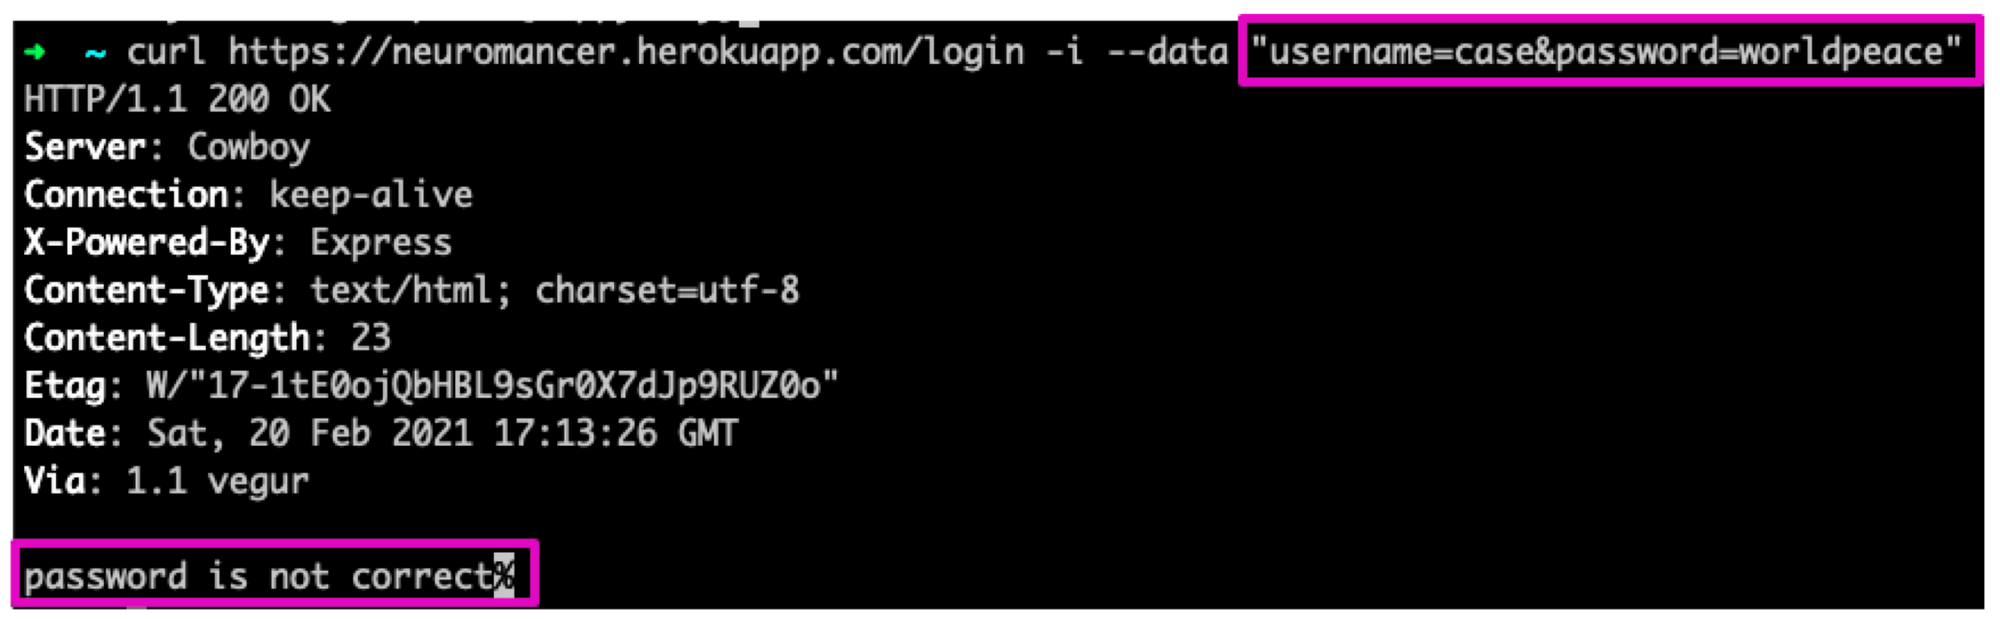 ➜  ~ curl https://neuromancer.herokuapp.com/login -i --data "username=case&password=worldpeace"
HTTP/1.1 200 OK
Server: Cowboy
Connection: keep-alive
X-Powered-By: Express
Content-Type: text/html; charset=utf-8
Content-Length: 23
Etag: W/"17-1tE0ojQbHBL9sGr0X7dJp9RUZ0o"
Date: Sat, 20 Feb 2021 17:13:26 GMT
Via: 1.1 vegur
password is not correct%